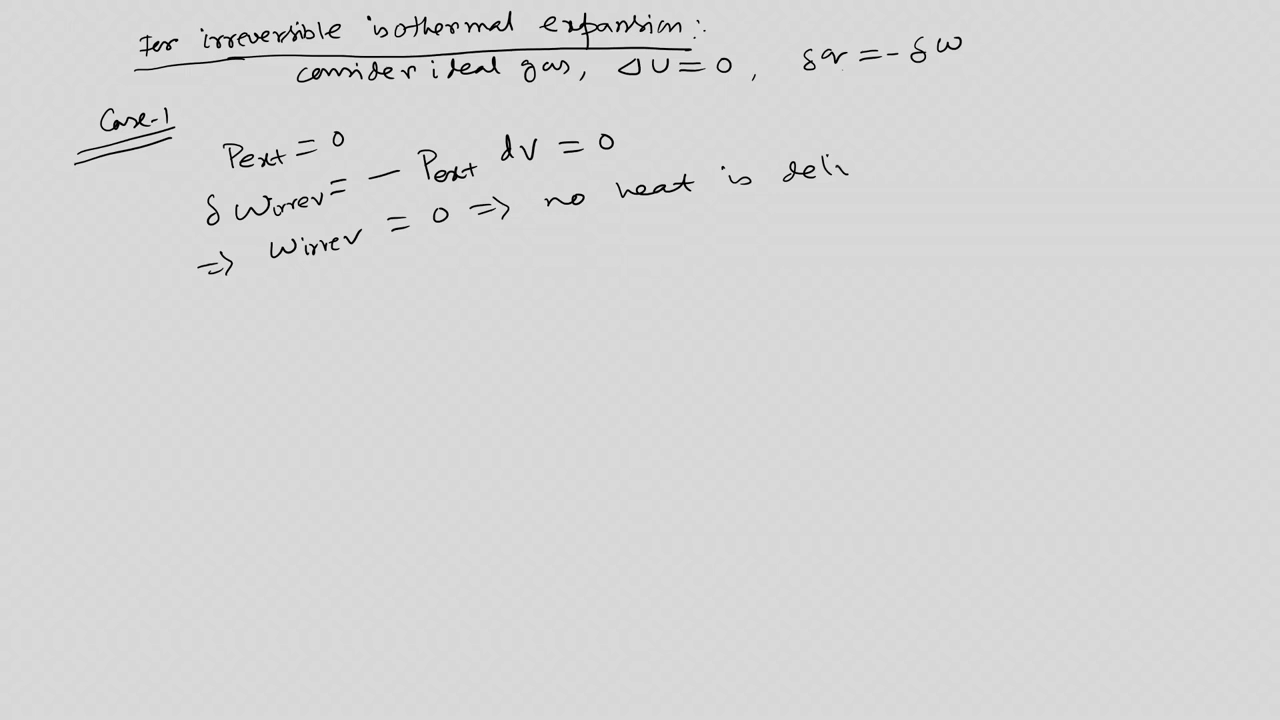 For irreversible isothermal expansion:
consider ideal gas, ΔU = 0, δq = - δw
Case-1
Pext = 0
δ Wirrev = - Pext dV = 0
=> Wirrev = 0 => no heat is deli